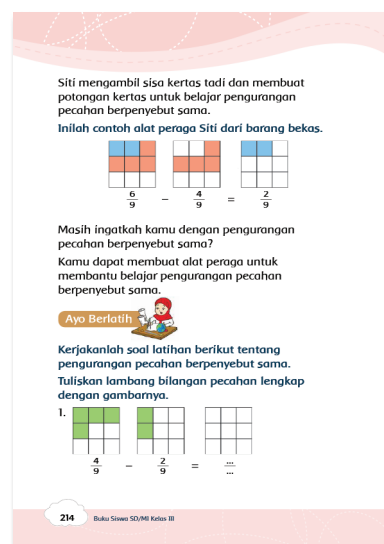 Siti mengambil sisa kertas tadi dan membuat
potongan kertas untuk belajar pengurangan
pecahan berpenyebut sama.
Inilah contoh alat peraga Siti dari barang bekas.
6/9 - 4/9 = 2/9
Masih ingatkah kamu dengan pengurangan
pecahan berpenyebut sama?
Kamu dapat membuat alat peraga untuk
membantu belajar pengurangan pecahan
berpenyebut sama.
Ayo Berlatih
Kerjakanlah soal latihan berikut tentang
pengurangan pecahan berpenyebut sama.
Tuliskan lambang bilangan pecahan lengkap
dengan gambarnya.
1.
4/9 - 2/9 = .../...
214 Buku Siswa SD/MI Kelas III